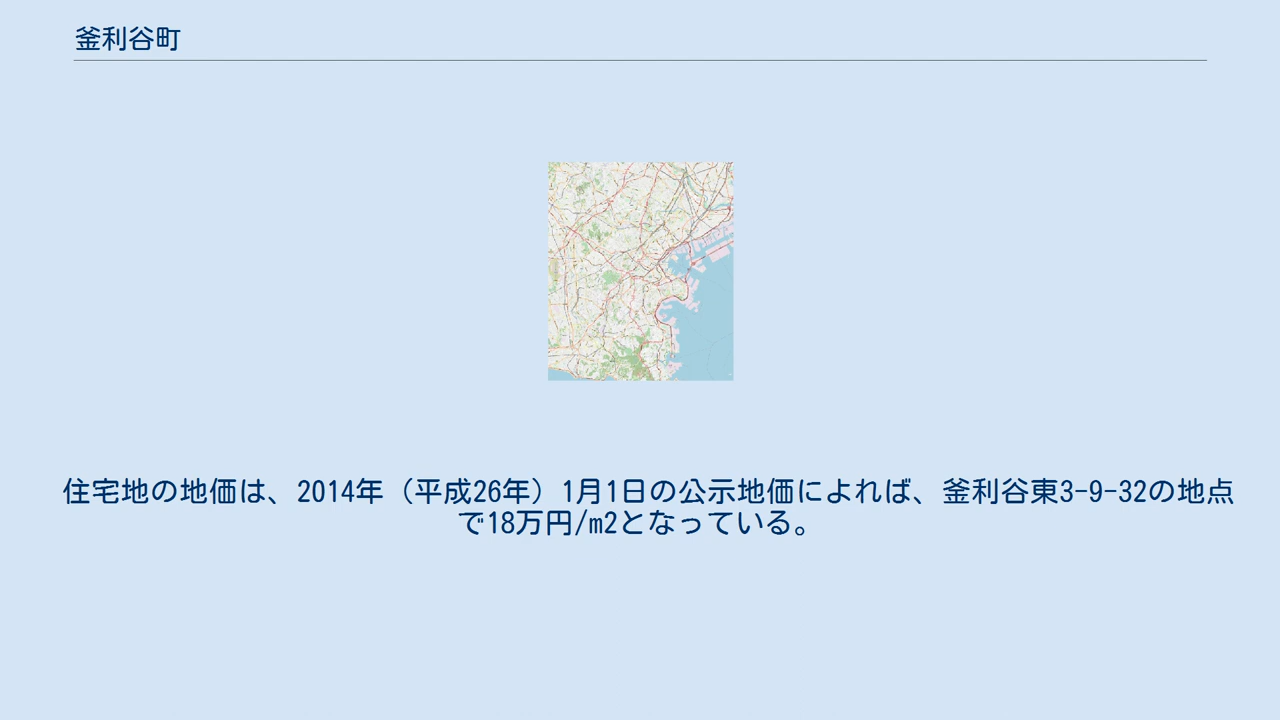 釜利谷町
住宅地の地価は、2014年（平成26年）1月1日の公示地価によれば、釜利谷東3-9-32の地点
で18万円/m2となっている。